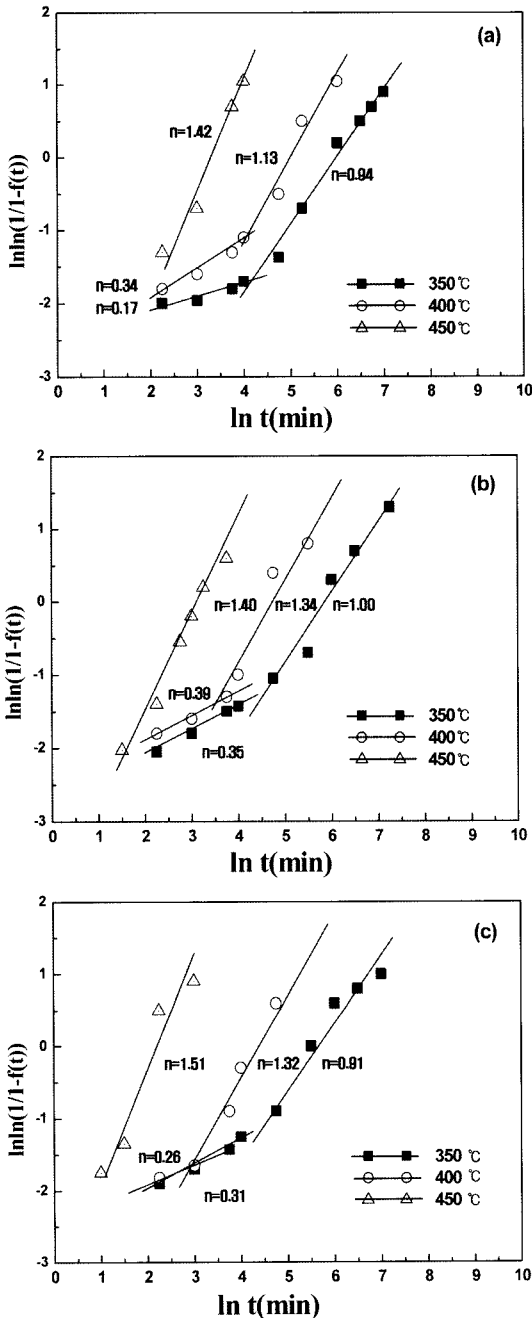 (a)
2
1
0
-1
-2
-3
lnln(1/1-f(t))
n=1.42
n=1.13
n=0.94
n=0.34
n=0.17
350℃
400℃
450℃
0 1 2 3 4 5 6 7 8 9 10
ln t(min)
(b)
2
1
0
-1
-2
-3
lnln(1/1-f(t))
n=1.40
n=1.34
n=1.00
n=0.39
n=0.35
350℃
400℃
450℃
0 1 2 3 4 5 6 7 8 9 10
ln t(min)
(c)
2
1
0
-1
-2
-3
lnln(1/1-f(t))
n=1.51
n=1.32
n=0.91
n=0.26
n=0.31
350℃
400℃
450℃
0 1 2 3 4 5 6 7 8 9 10
ln t(min)